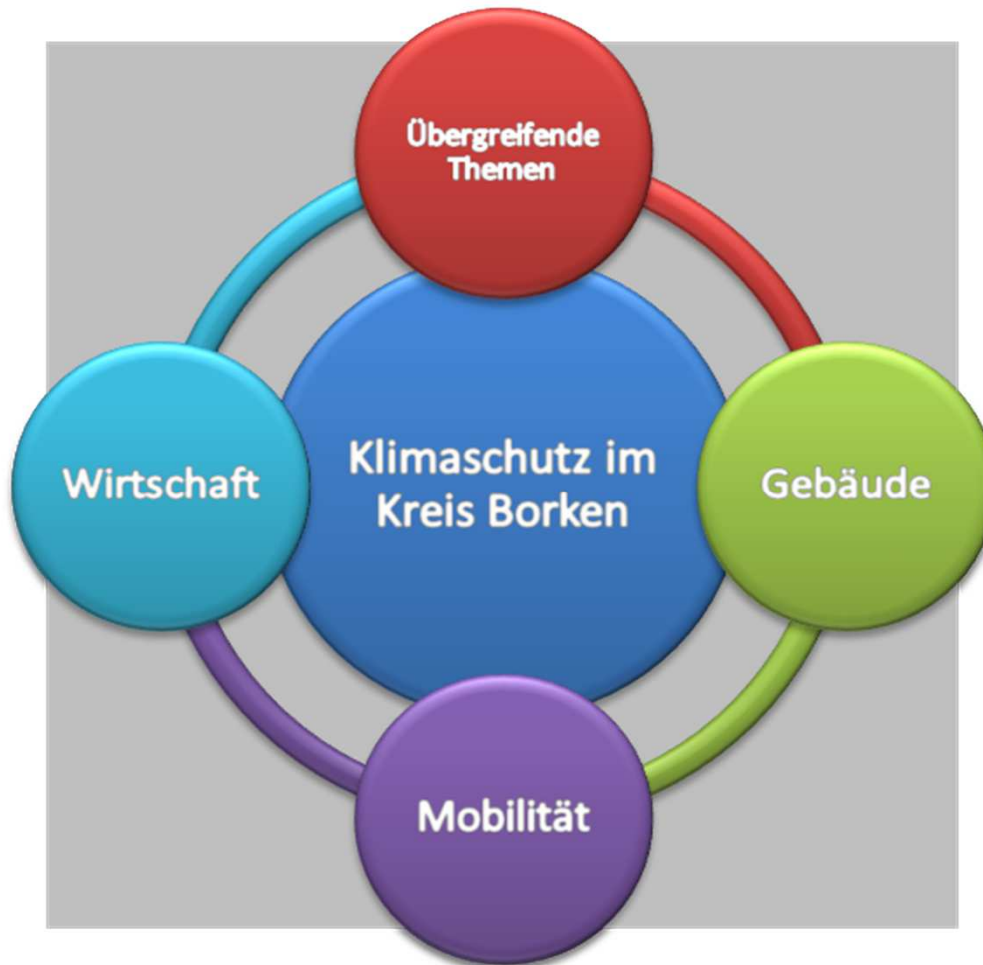 Übergreifende
Themen
Wirtschaft
Klimaschutz im
Kreis Borken
Gebäude
Mobilität